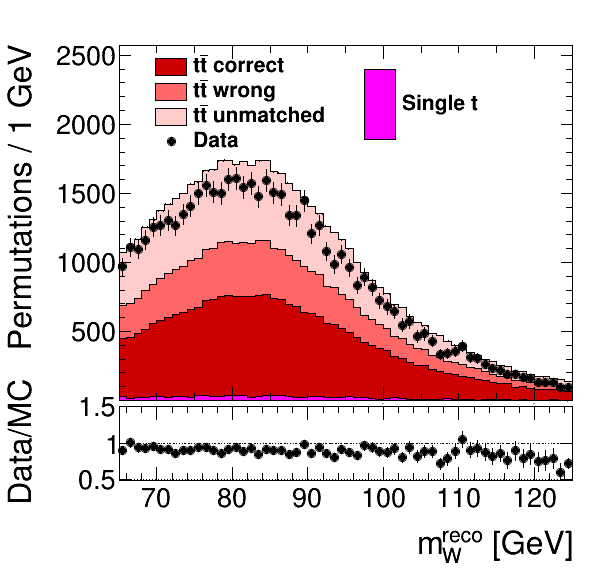 Permutations / 1 GeV
2500
2000
1500
1000
500
tt̄ correct
tt̄ wrong
tt̄ unmatched
Data
Single t
Data/MC
1.5
1
0.5
70 80 90 100 110 120
m_W^reco [GeV]